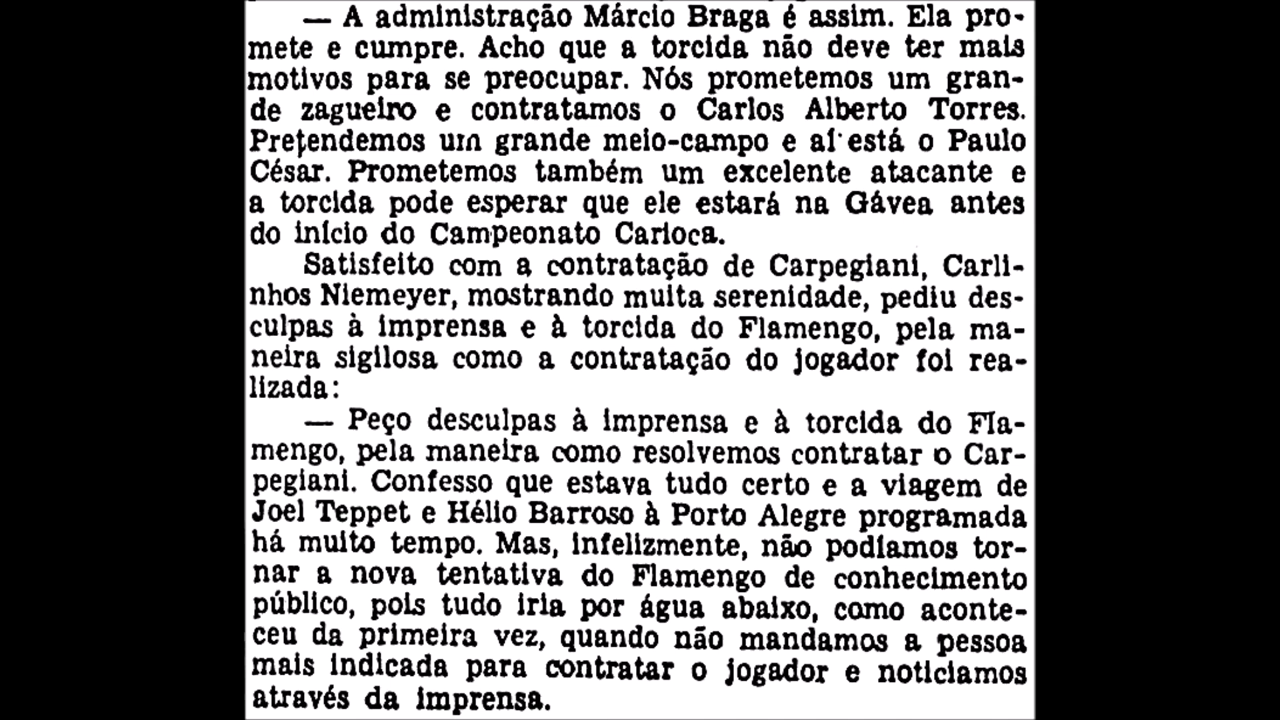 — A administração Márcio Braga é assim. Ela pro-
mete e cumpre. Acho que a torcida não deve ter mais
motivos para se preocupar. Nós prometemos um gran-
de zagueiro e contratamos o Carlos Alberto Torres.
Pretendemos um grande meio-campo e aí está o Paulo
César. Prometemos também um excelente atacante e
a torcida pode esperar que ele estará na Gávea antes
do início do Campeonato Carioca.
Satisfeito com a contratação de Carpegiani, Carli-
nhos Niemeyer, mostrando muita serenidade, pediu des-
culpas à imprensa e à torcida do Flamengo, pela ma-
neira sigilosa como a contratação do jogador foi rea-
lizada:
— Peço desculpas à imprensa e à torcida do Fla-
mengo, pela maneira como resolvemos contratar o Car-
pegiani. Confesso que estava tudo certo e a viagem de
Joel Teppet e Hélio Barroso à Porto Alegre programada
há muito tempo. Mas, infelizmente, não podíamos tor-
nar a nova tentativa do Flamengo de conhecimento
público, pois tudo iria por água abaixo, como aconte-
ceu da primeira vez, quando não mandamos a pessoa
mais indicada para contratar o jogador e noticiamos
através da imprensa.